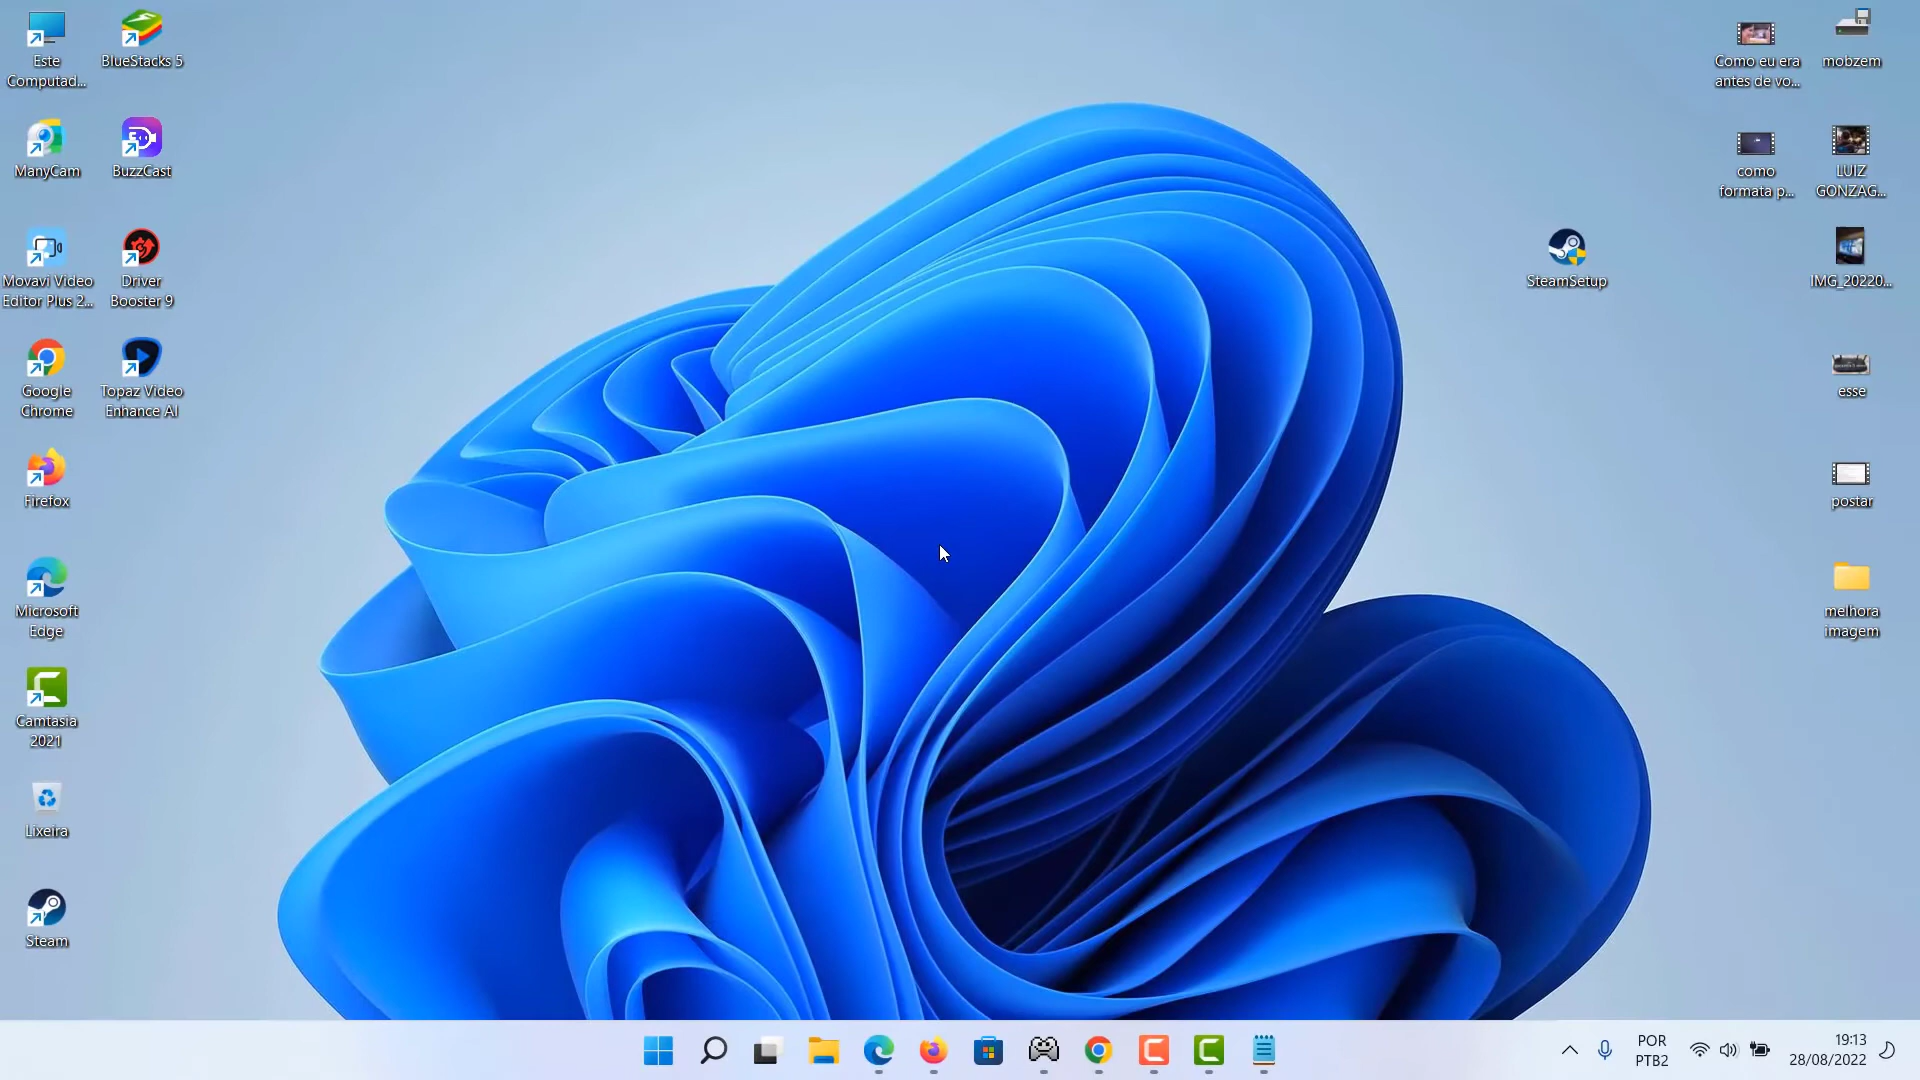 Este
Computad...
BlueStacks 5
ManyCam
BuzzCast
Movavi Video
Editor Plus 2...
Driver
Booster 9
Google
Chrome
Topaz Video
Enhance AI
Firefox
Microsoft
Edge
Camtasia
2021
Lixeira
Steam
Como eu era
antes de vo...
mobzem
como
formata p...
LUIZ
GONZAG...
SteamSetup
IMG_20220...
esse
postar
melhora
imagem
POR
PTB2
19:13
28/08/2022